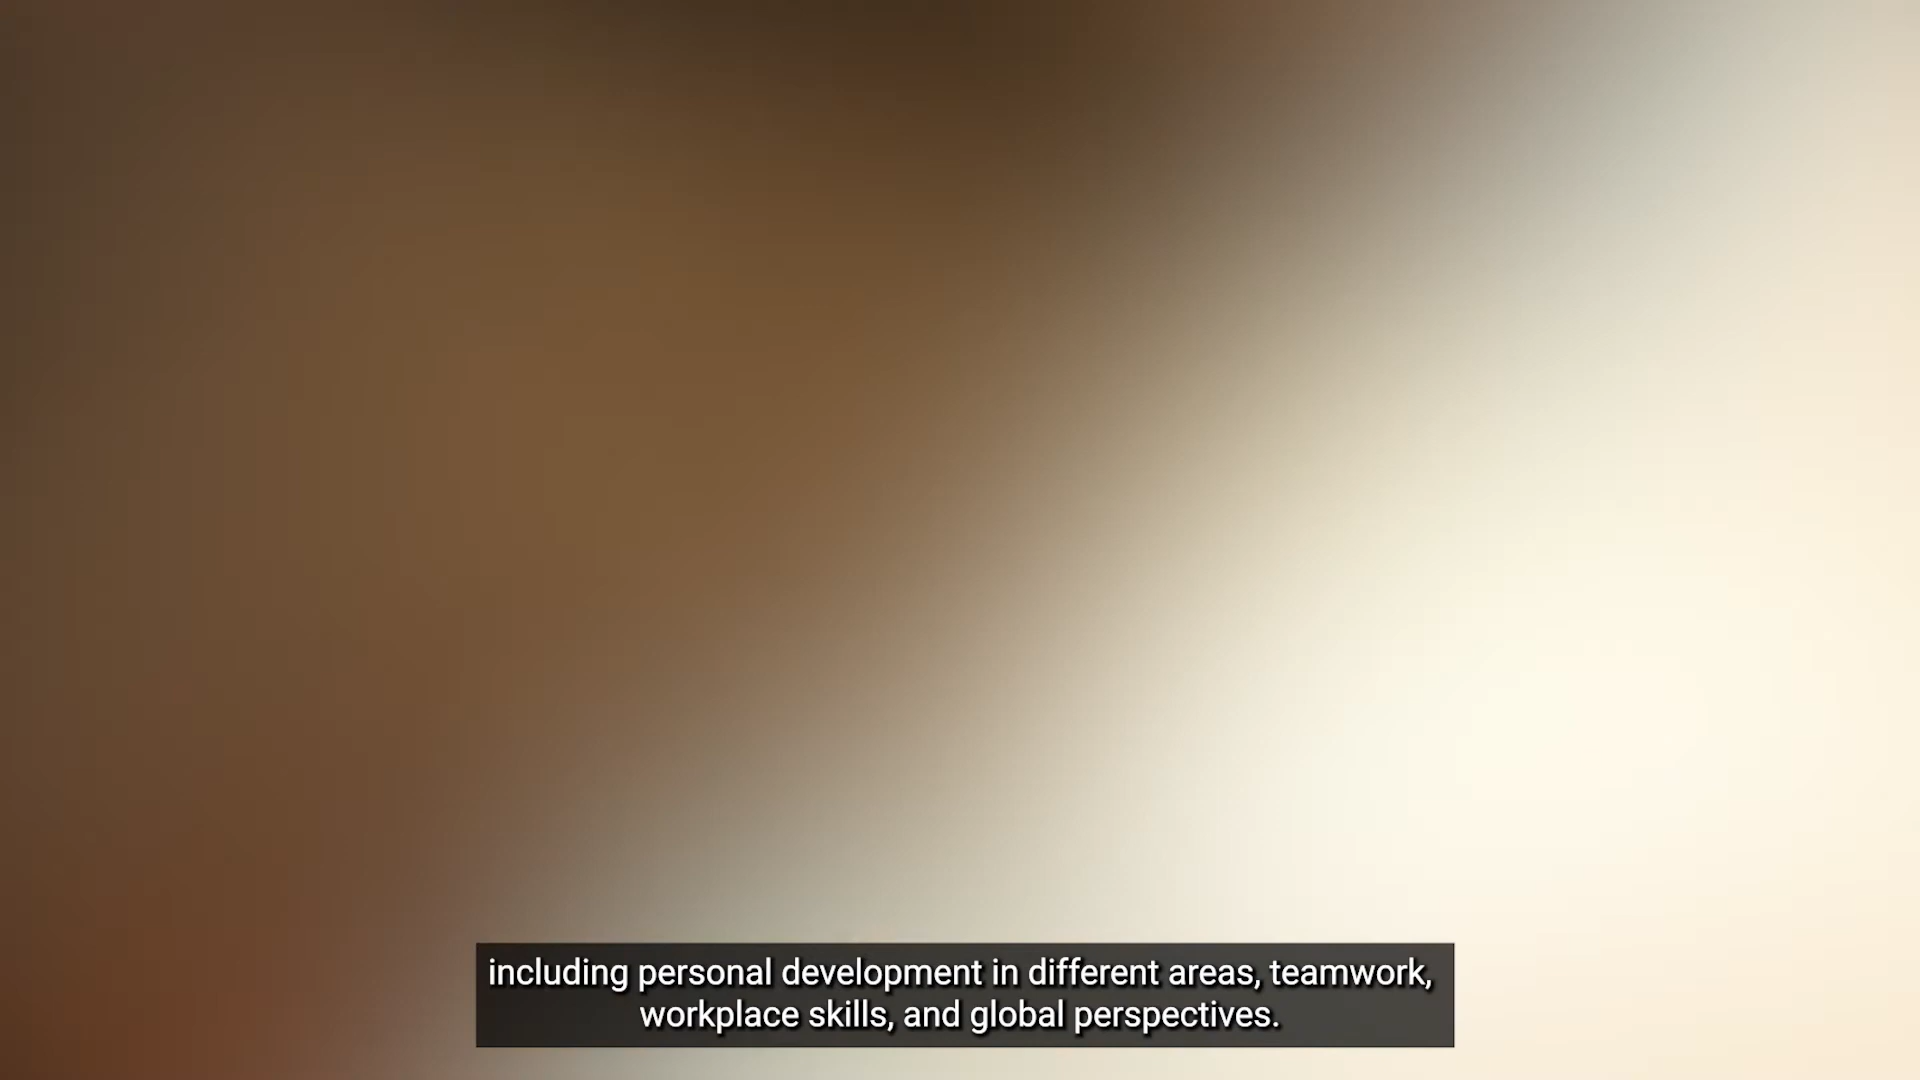 including personal development in different areas, teamwork,
workplace skills, and global perspectives.